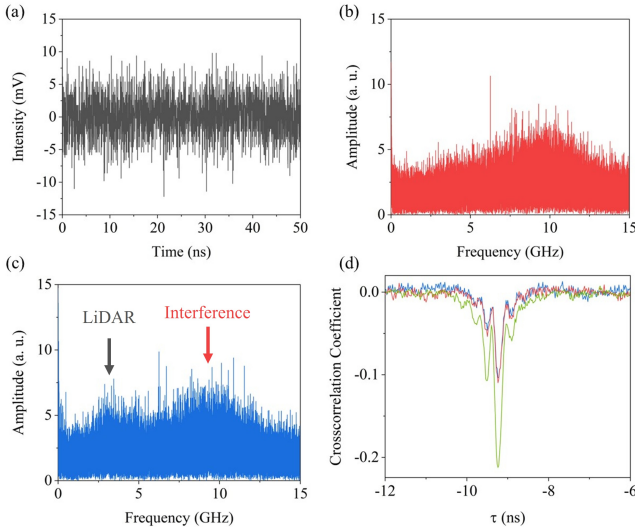 (a)
15
10
5
0
-5
-10
-15
Intensity (mV)
0 10 20 30 40 50
Time (ns)
(b)
15
10
5
0
Amplitude (a. u.)
5 10 15
Frequency (GHz)
(c)
15
10
5
0
Amplitude (a. u.)
LiDAR
Interference
0 5 10 15
Frequency (GHz)
(d)
0.0
-0.1
-0.2
Crosscorrelation Coefficient
-12 -10 -8 -6
τ (ns)